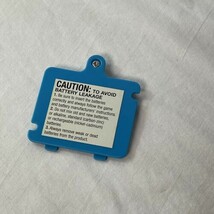 CAUTION: TO AVOID
BATTERY LEAKAGE
1. Be sure to insert the batteries
correctly and always follow the game
and battery manufacturers' instructions.
2. Do not mix old and new batteries,
or alkaline, standard (carbon-zinc)
or rechargeable (nickel-cadmium)
batteries.
3. Always remove weak or dead
batteries from the product.